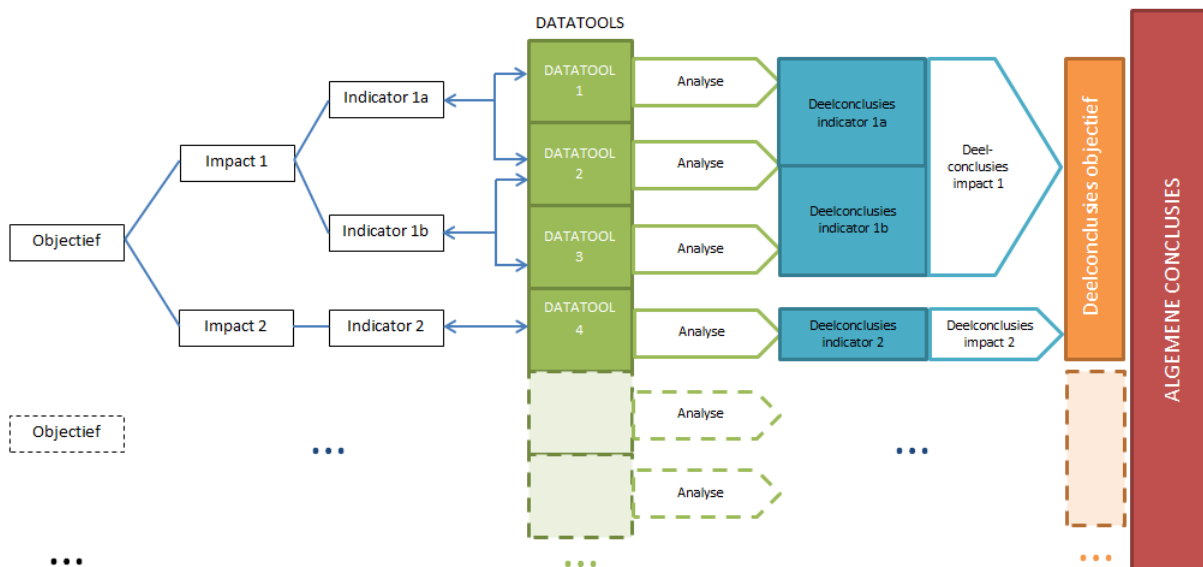 DATATOOLS
Objectief
Impact 1
Impact 2
Indicator 1a
Indicator 1b
Indicator 2
DATATOOL
1
DATATOOL
2
DATATOOL
3
DATATOOL
4
Analyse
Analyse
Analyse
Analyse
Deelconclusies
indicator 1a
Deelconclusies
indicator 1b
Deelconclusies
indicator 2
Deel-
conclusies
impact 1
Deelconclusies
impact 2
Deelconclusies objectief
ALGEMENE CONCLUSIES
Objectief
...
Analyse
Analyse
...
...
...
...